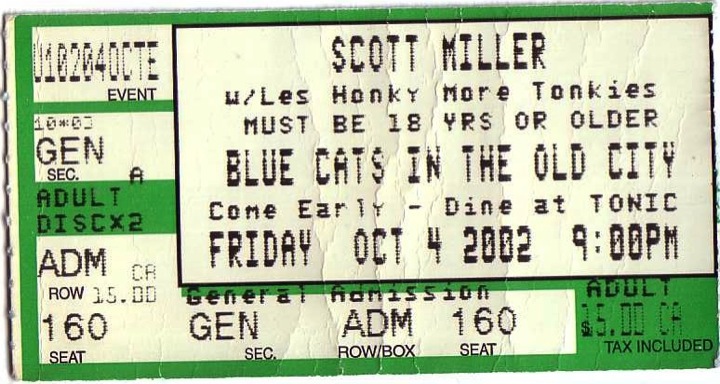 U10204OCTE
EVENT
10*03
GEN
SEC. A
ADULT
DISCX2
ADM CA
ROW 15.00
160
SEAT
SCOTT MILLER
w/Les Honky More Tonkies
MUST BE 18 YRS OR OLDER
BLUE CATS IN THE OLD CITY
Come Early - Dine at TONIC
FRIDAY OCT 4 2002 9:00PM
General Admission ADULT
GEN ADM 160 $15.00 CA
SEC. ROW/BOX SEAT TAX INCLUDED